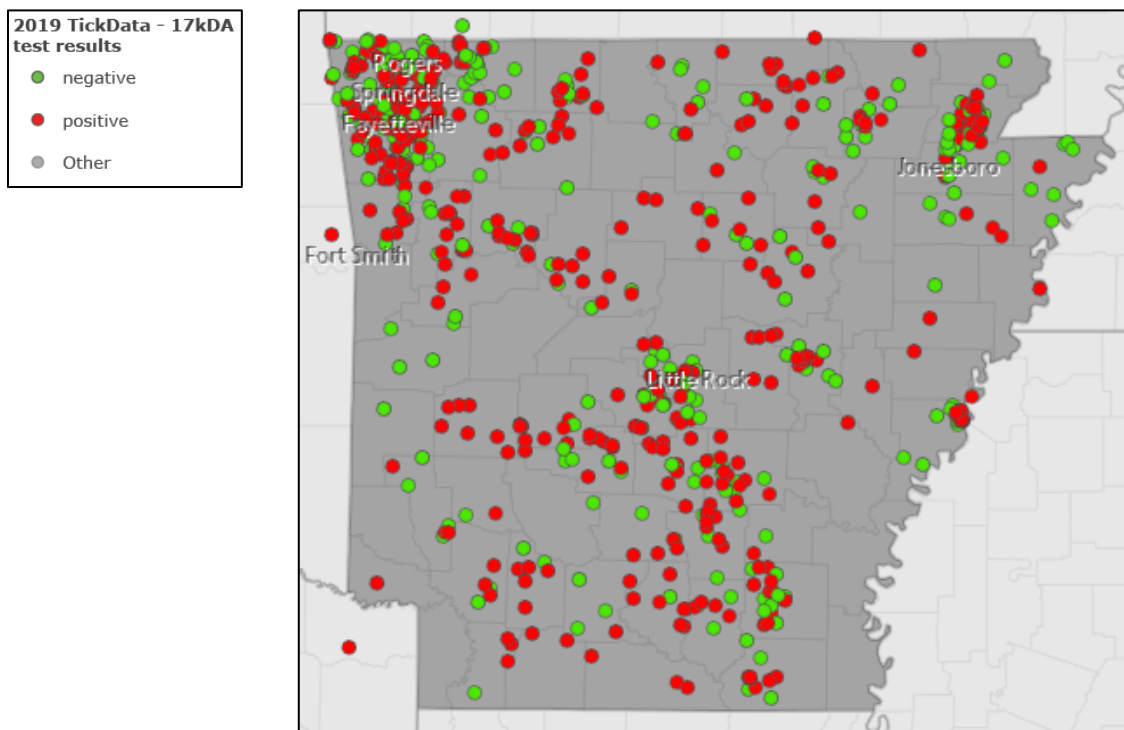 2019 TickData - 17kDA
test results
negative
positive
Other
Rogers
Springdale
Fayetteville
Jonesboro
Fort Smith
Little Rock